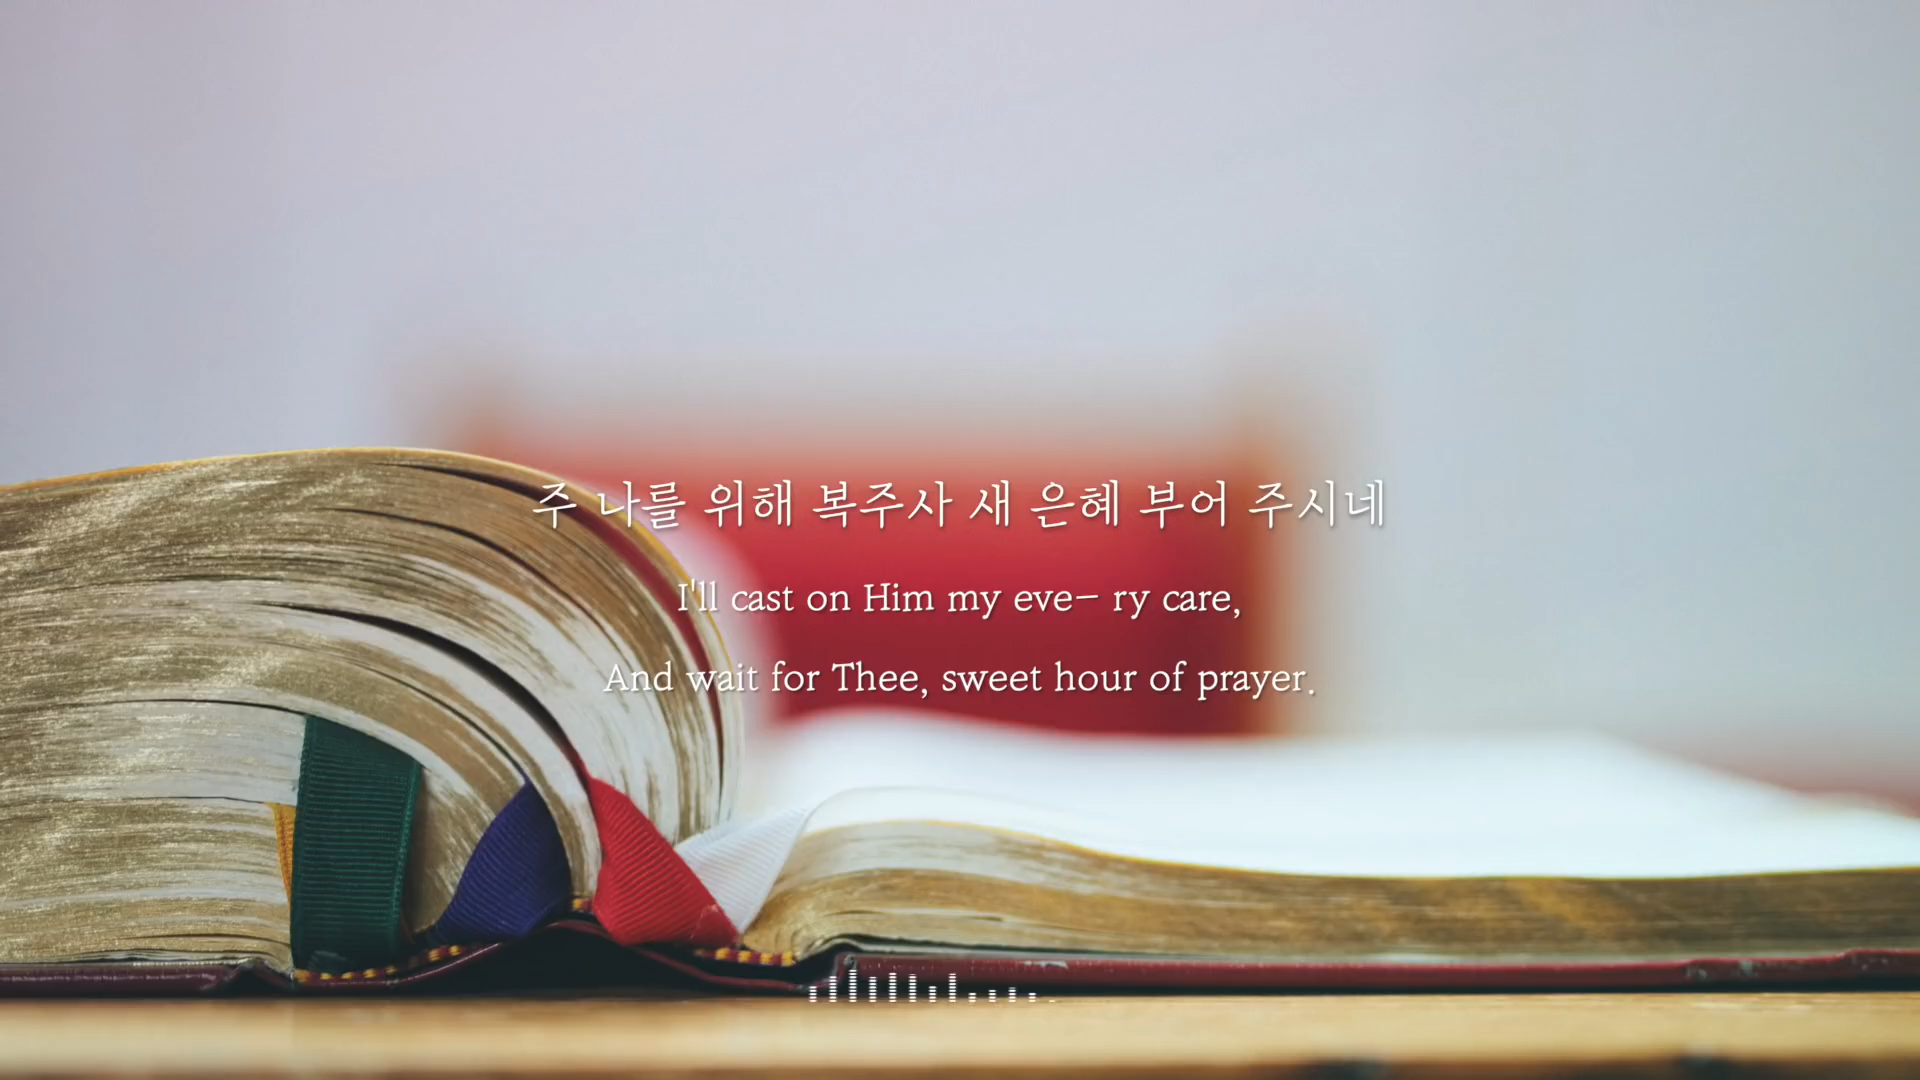 주 나를 위해 복주사 새 은혜 부어 주시네
I'll cast on Him my eve- ry care,
And wait for Thee, sweet hour of prayer.